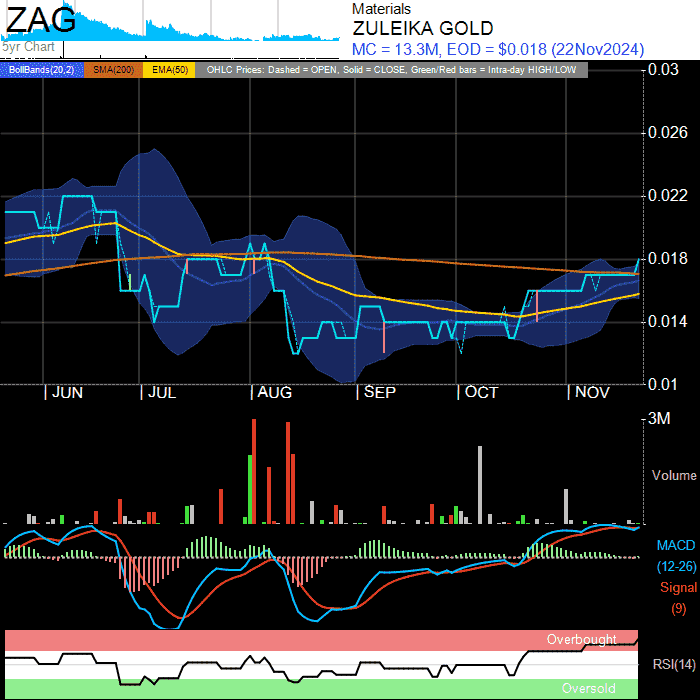 ZAG
5yr Chart
Materials
ZULEIKA GOLD
MC = 13.3M, EOD = $0.018 (22Nov2024)
BollBands(20,2) SMA(200) EMA(50) OHLC Prices: Dashed = OPEN, Solid = CLOSE, Green/Red bars = Intra-day HIGH/LOW
0.03
0.026
0.022
0.018
0.014
0.01
JUN JUL AUG SEP OCT NOV
3M
Volume
MACD
(12-26)
Signal
(9)
Overbought
RSI(14)
Oversold